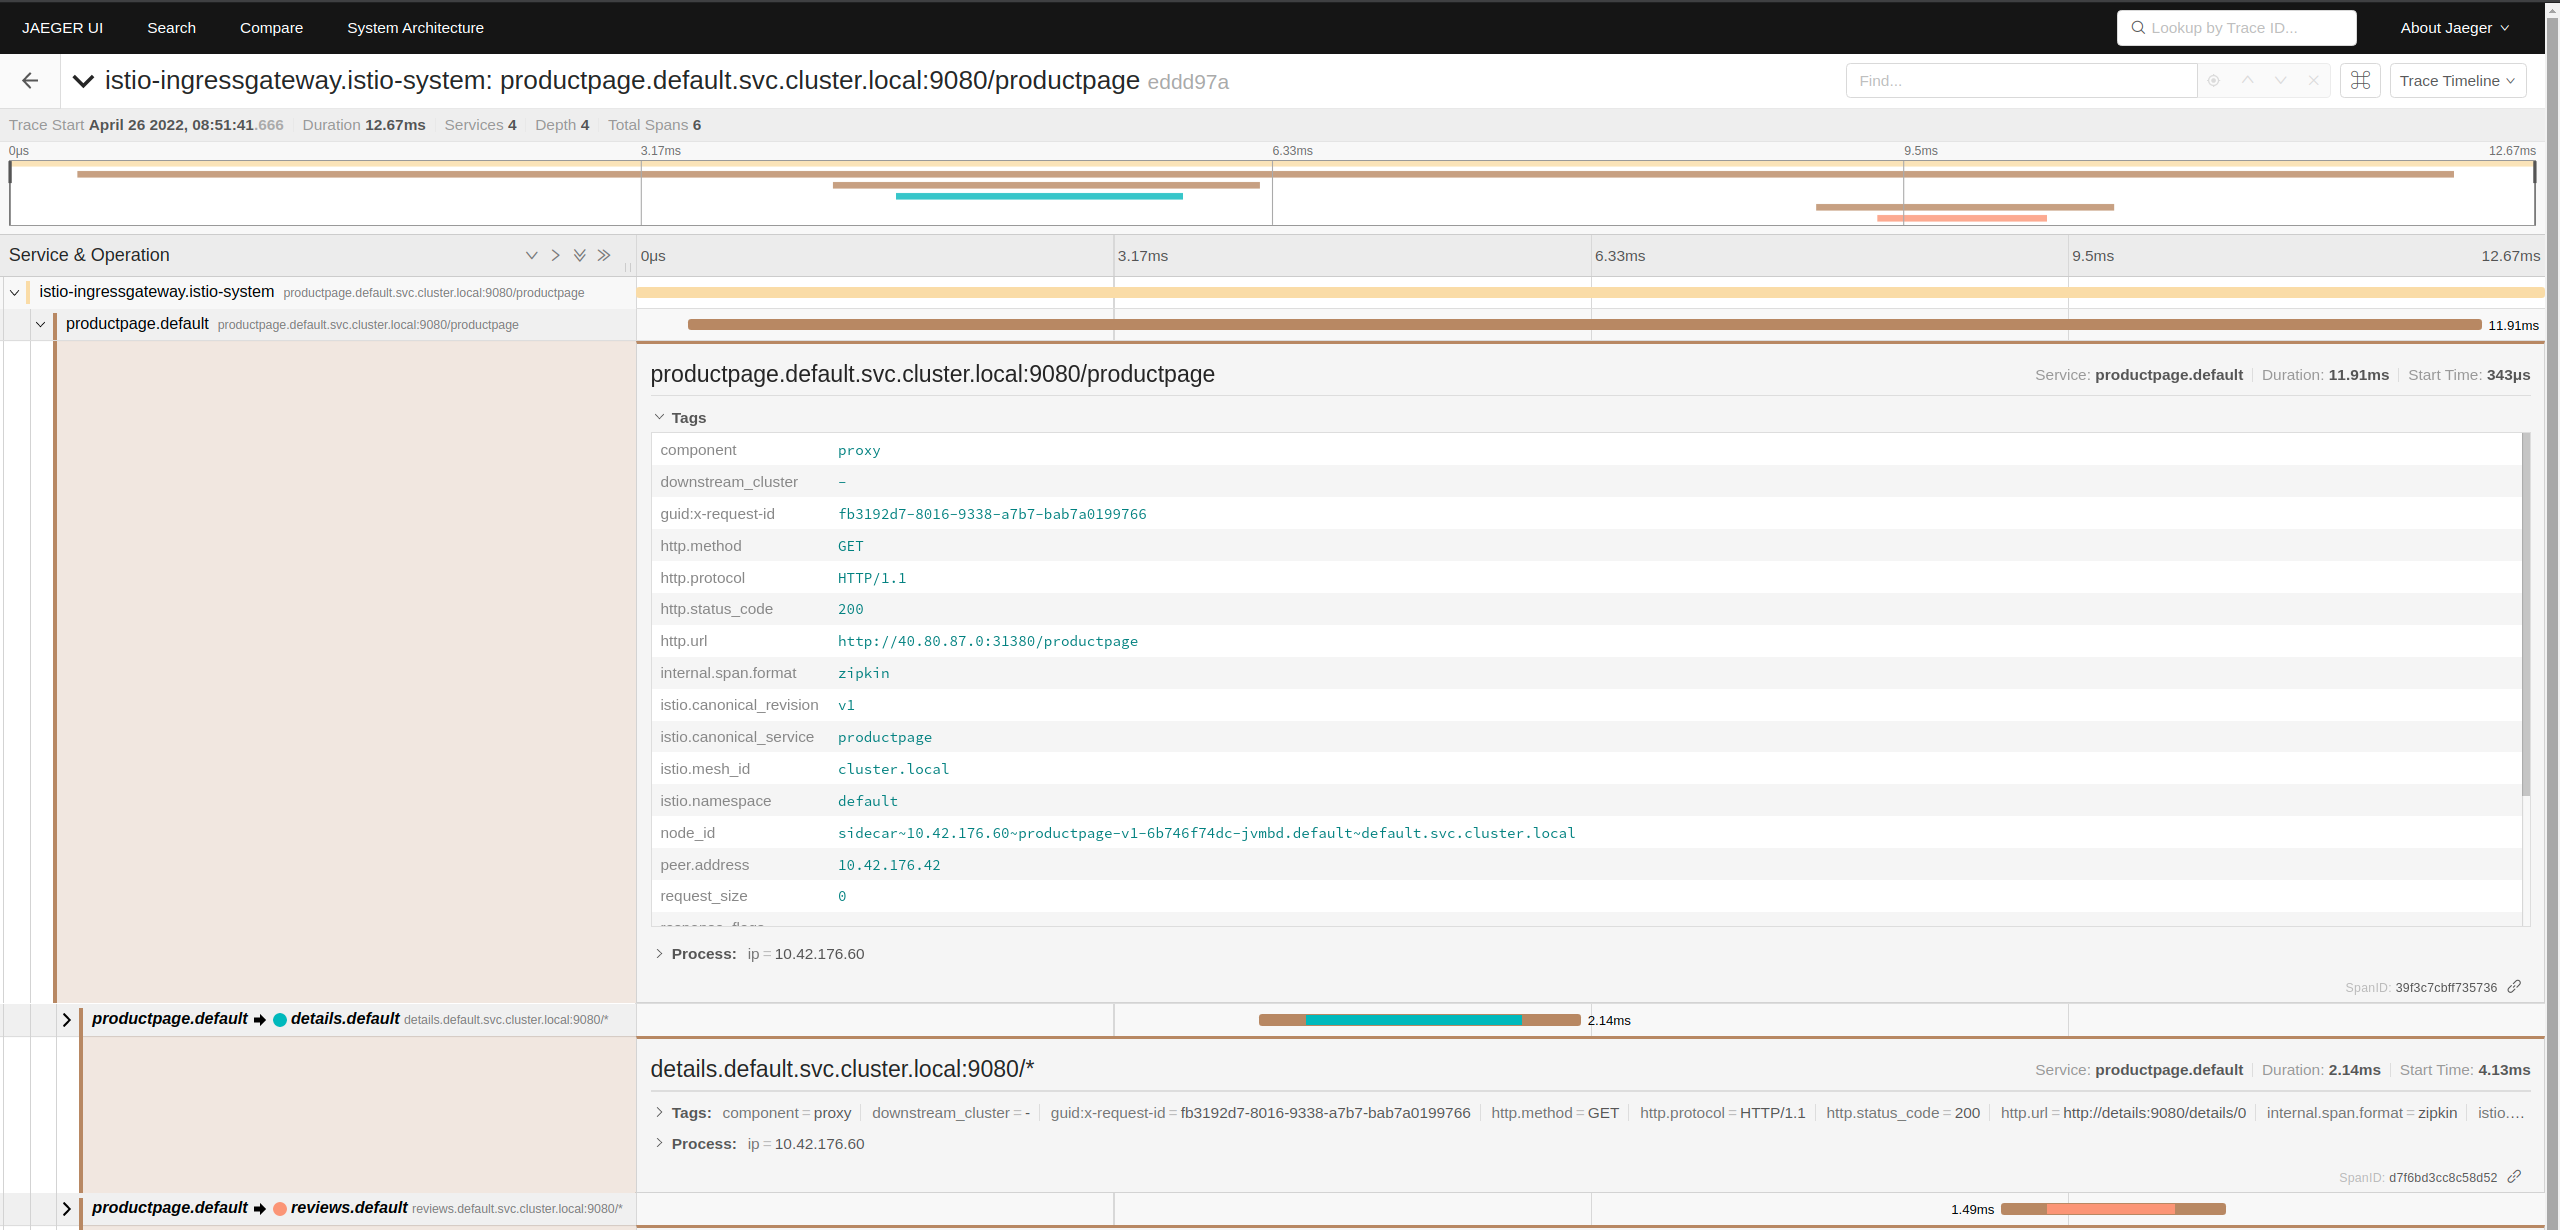 JAEGER UI Search Compare System Architecture Lookup by Trace ID... About Jaeger
istio-ingressgateway.istio-system: productpage.default.svc.cluster.local:9080/productpage eddd97a Find... Trace Timeline
Trace Start April 26 2022, 08:51:41.666 Duration 12.67ms Services 4 Depth 4 Total Spans 6
0μs 3.17ms 6.33ms 9.5ms 12.67ms
Service & Operation 0μs 3.17ms 6.33ms 9.5ms 12.67ms
istio-ingressgateway.istio-system productpage.default.svc.cluster.local:9080/productpage
productpage.default productpage.default.svc.cluster.local:9080/productpage 11.91ms
productpage.default.svc.cluster.local:9080/productpage Service: productpage.default Duration: 11.91ms Start Time: 343μs
Tags
component proxy
downstream_cluster -
guid:x-request-id fb3192d7-8016-9338-a7b7-bab7a0199766
http.method GET
http.protocol HTTP/1.1
http.status_code 200
http.url http://40.80.87.0:31380/productpage
internal.span.format zipkin
istio.canonical_revision v1
istio.canonical_service productpage
istio.mesh_id cluster.local
istio.namespace default
node_id sidecar~10.42.176.60~productpage-v1-6b746f74dc-jvmbd.default~default.svc.cluster.local
peer.address 10.42.176.42
request_size 0
Process: ip = 10.42.176.60
SpanID: 39f3c7cbff735736
productpage.default details.default details.default.svc.cluster.local:9080/* 2.14ms
details.default.svc.cluster.local:9080/* Service: productpage.default Duration: 2.14ms Start Time: 4.13ms
Tags: component = proxy downstream_cluster = - guid:x-request-id = fb3192d7-8016-9338-a7b7-bab7a0199766 http.method = GET http.protocol = HTTP/1.1 http.status_code = 200 http.url = http://details:9080/details/0 internal.span.format = zipkin istio.…
Process: ip = 10.42.176.60
SpanID: d7f6bd3cc8c58d52
productpage.default reviews.default reviews.default.svc.cluster.local:9080/* 1.49ms